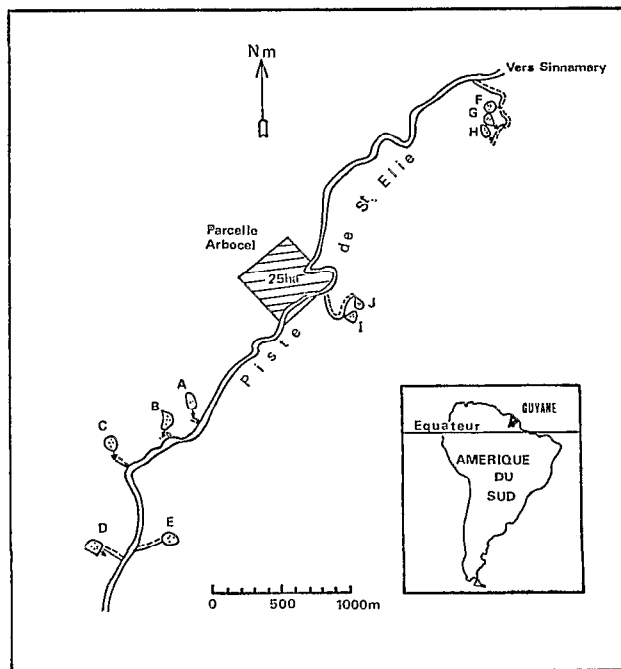 Nm
Vers Sinnamary
F
G
H
Piste de St. Elie
Parcelle
Arbocel
25ha
J
I
A
B
C
D
E
0 500 1000m
GUYANE
Equateur
AMERIQUE
DU
SUD